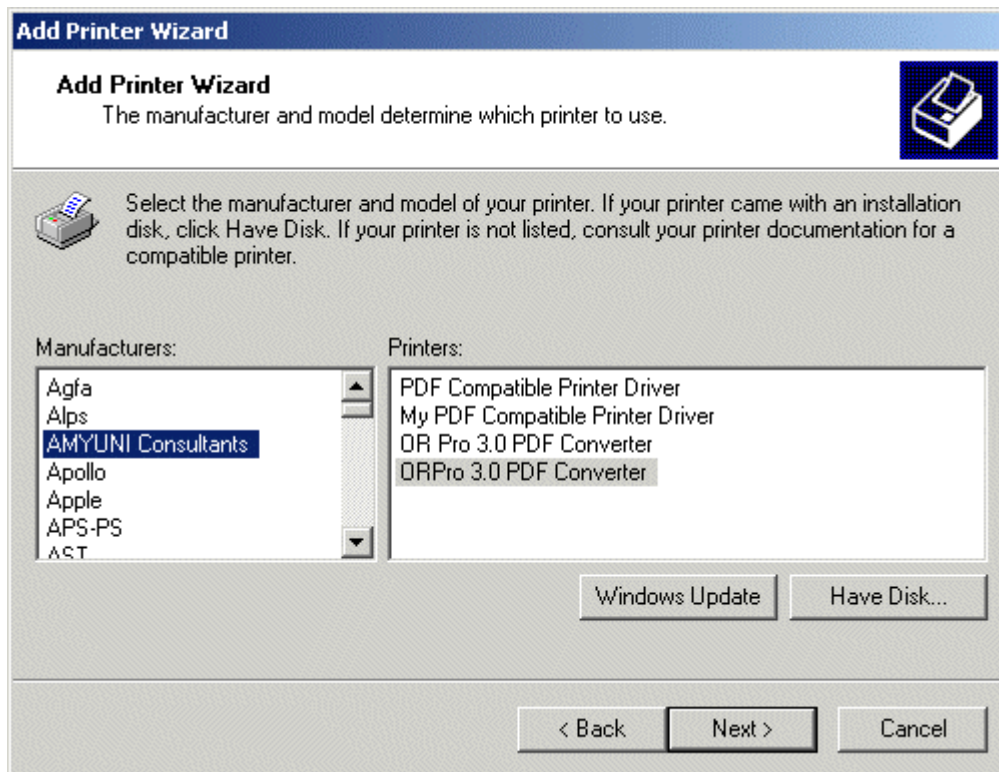 Add Printer Wizard
Add Printer Wizard
The manufacturer and model determine which printer to use.
Select the manufacturer and model of your printer. If your printer came with an installation
disk, click Have Disk. If your printer is not listed, consult your printer documentation for a
compatible printer.
Manufacturers:
Agfa
Alps
AMYUNI Consultants
Apollo
Apple
APS-PS
AST
Printers:
PDF Compatible Printer Driver
My PDF Compatible Printer Driver
OR Pro 3.0 PDF Converter
ORPro 3.0 PDF Converter
Windows Update
Have Disk...
< Back
Next >
Cancel